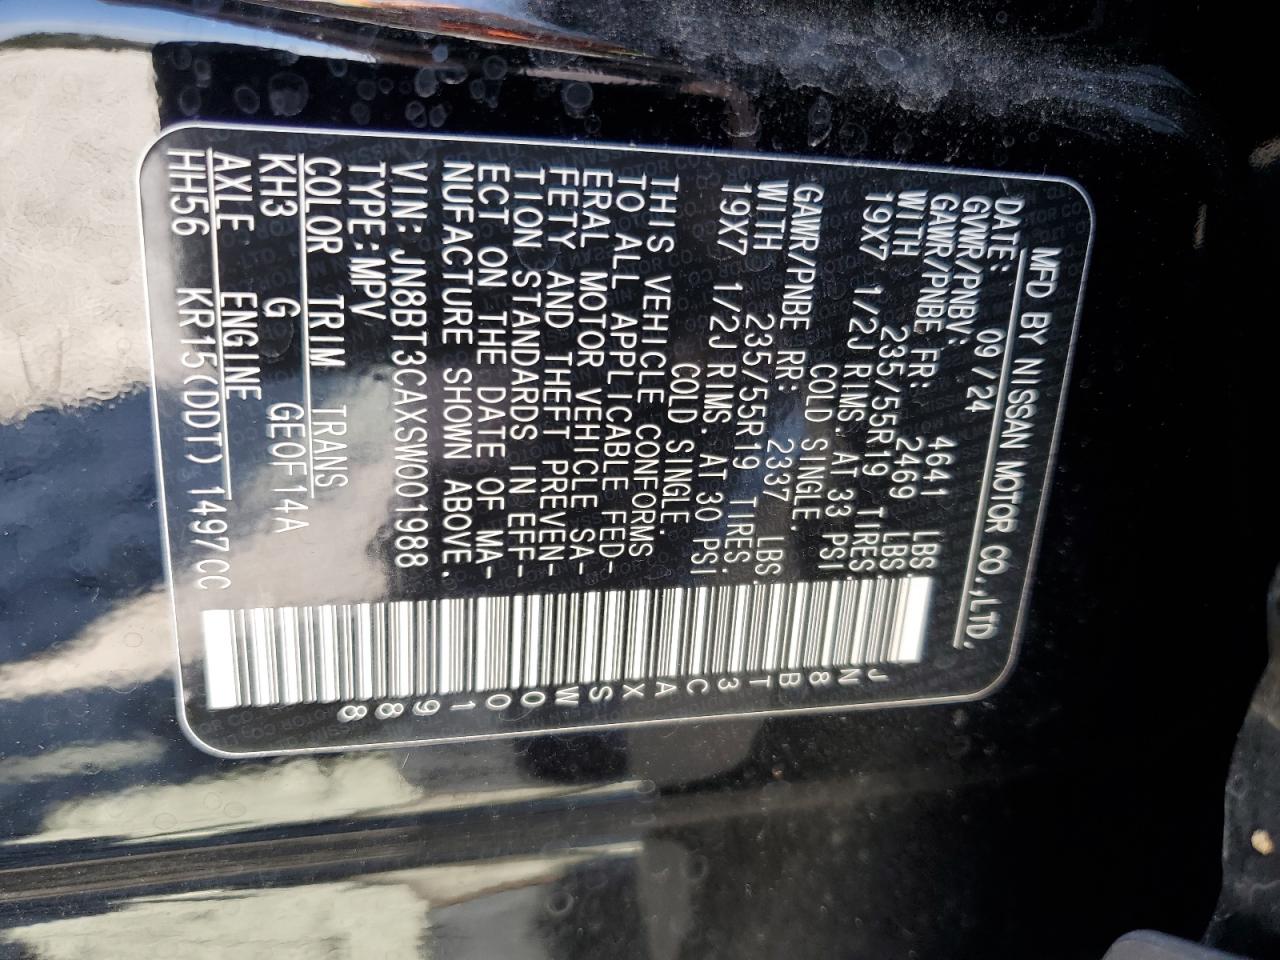 MFD BY NISSAN MOTOR CO.,LTD.
DATE: 09/24
GVWR/PNBV: 4641 LBS.
GAWR/PNBE FR: 2469 LBS.
WITH 235/55R19 TIRES.
19X7 1/2J RIMS. AT 33 PSI
COLD SINGLE.
GAWR/PNBE RR: 2337 LBS.
WITH 235/55R19 TIRES.
19X7 1/2J RIMS. AT 30 PSI
COLD SINGLE.
THIS VEHICLE CONFORMS
TO ALL APPLICABLE FED-
ERAL MOTOR VEHICLE SA-
FETY AND THEFT PREVEN-
TION STANDARDS IN EFF-
ECT ON THE DATE OF MA-
NUFACTURE SHOWN ABOVE.
VIN: JN8BT3CAXSW001988
TYPE:MPV
COLOR TRIM TRANS
KH3 G GE0F14A
AXLE ENGINE
HH56 KR15(DDT) 1497CC
JN8BT3CAXSW001988